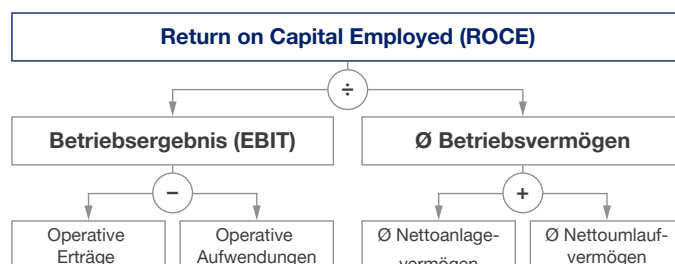 Return on Capital Employed (ROCE)
÷
Betriebsergebnis (EBIT)
Ø Betriebsvermögen
−
+
Operative
Erträge
Operative
Aufwendungen
Ø Nettoanlage-
vermögen
Ø Nettoumlauf-
vermögen